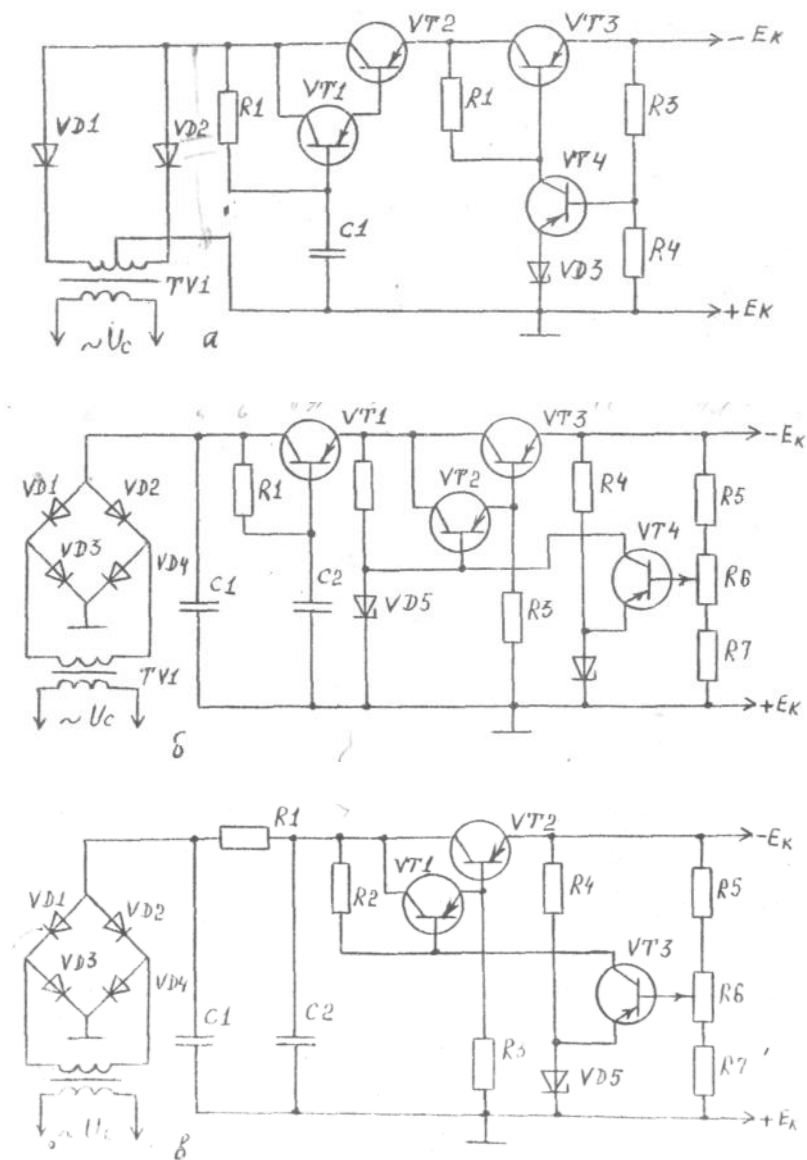 VT2 VT3 − Eк
VD1 VD2 R1 VT1 R1 R3
VT4
C1 R4
VD3
TV1
+ Eк
~ Uc а
VT1 VT3 −Eк
VD1 VD2 R1 VT2 R4 R5
VT4
VD3 R6
VD4 C1 C2 VD5 R3
R7
TV1
~ Uc +Eк
б
R1 VT2 −Eк
VT1
VD1 VD2 R2 R4 R5
VT3
VD3
VD4 R6
C1 C2
R3 VD5 R7
+ Eк
в